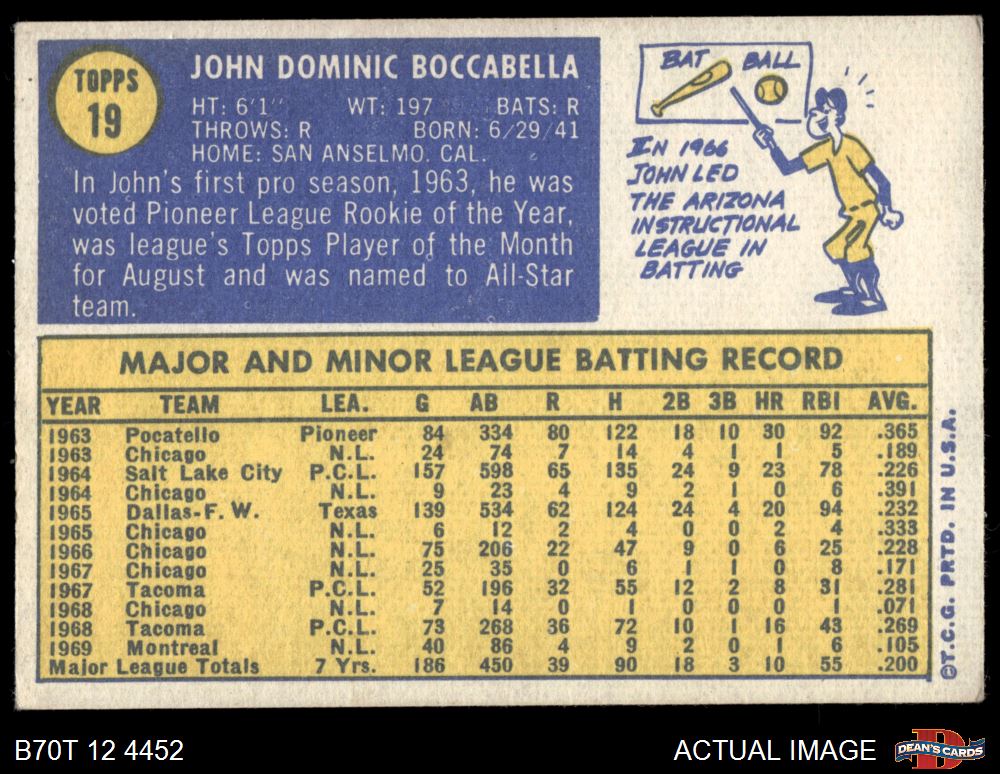 TOPPS
19
JOHN DOMINIC BOCCABELLA
HT: 6'1" WT: 197 BATS: R
THROWS: R BORN: 6/29/41
HOME: SAN ANSELMO. CAL.
In John's first pro season, 1963, he was
voted Pioneer League Rookie of the Year,
was league's Topps Player of the Month
for August and was named to All-Star
team.
BAT BALL
IN 1966
JOHN LED
THE ARIZONA
INSTRUCTIONAL
LEAGUE IN
BATTING
MAJOR AND MINOR LEAGUE BATTING RECORD
YEAR TEAM LEA. G AB R H 2B 3B HR RBI AVG.
1963 Pocatello Pioneer 84 334 80 122 18 10 30 92 .365
1963 Chicago N.L. 24 74 7 14 4 1 1 5 .189
1964 Salt Lake City P.C.L. 157 598 65 135 24 9 23 78 .226
1964 Chicago N.L. 9 23 4 9 2 1 0 6 .391
1965 Dallas-F. W. Texas 139 534 62 124 24 4 20 94 .232
1965 Chicago N.L. 6 12 2 4 0 0 2 4 .333
1966 Chicago N.L. 75 206 22 47 9 0 6 25 .228
1967 Chicago N.L. 25 35 0 6 1 1 0 8 .171
1967 Tacoma P.C.L. 52 196 32 55 12 2 8 31 .281
1968 Chicago N.L. 7 14 0 1 0 0 0 1 .071
1968 Tacoma P.C.L. 73 268 36 72 10 1 16 43 .269
1969 Montreal N.L. 40 86 4 9 2 0 1 6 .105
Major League Totals 7 Yrs. 186 450 39 90 18 3 10 55 .200
©T.C.G. PRTD. IN U.S.A.
B70T 12 4452
ACTUAL IMAGE
D
DEAN'S CARDS